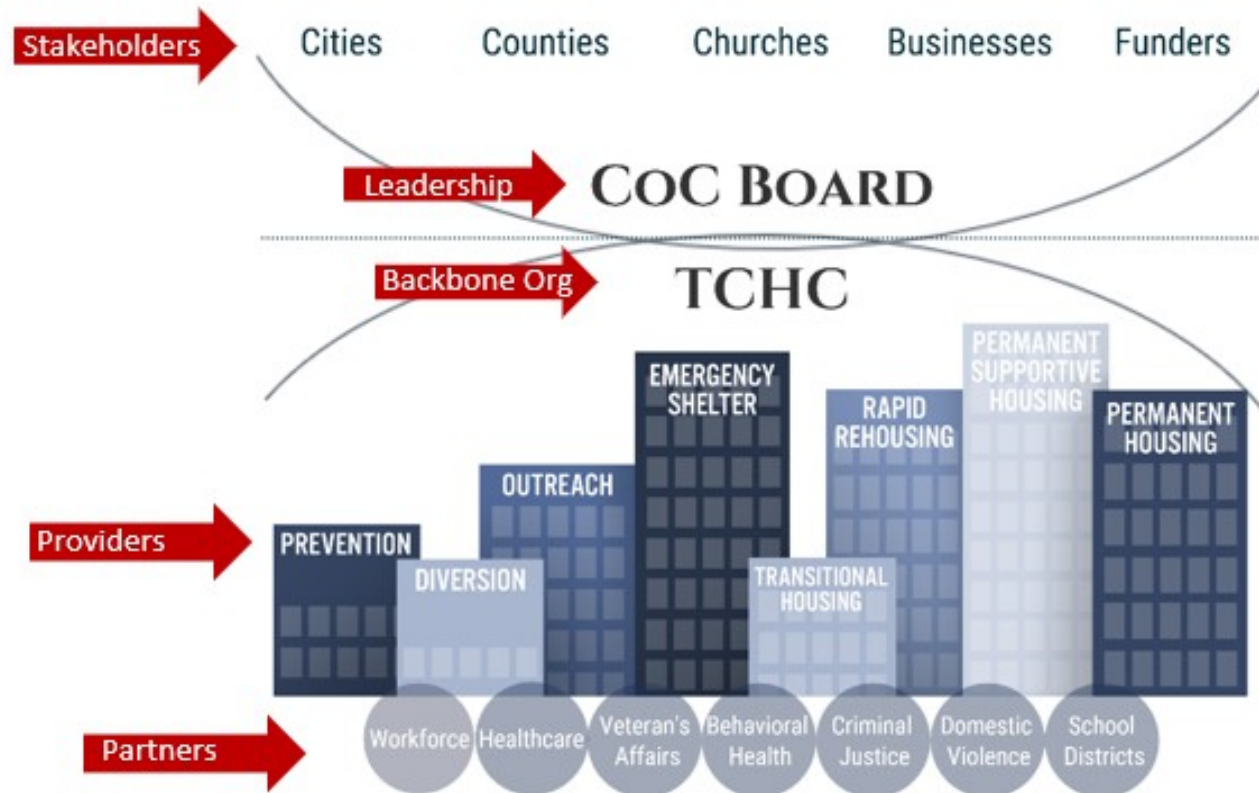 Stakeholders
Cities Counties Churches Businesses Funders
Leadership
CoC Board
Backbone Org
TCHC
Providers
PREVENTION
DIVERSION
OUTREACH
EMERGENCY
SHELTER
TRANSITIONAL
HOUSING
RAPID
REHOUSING
PERMANENT
SUPPORTIVE
HOUSING
PERMANENT
HOUSING
Partners
Workforce
Healthcare
Veteran's
Affairs
Behavioral
Health
Criminal
Justice
Domestic
Violence
School
Districts